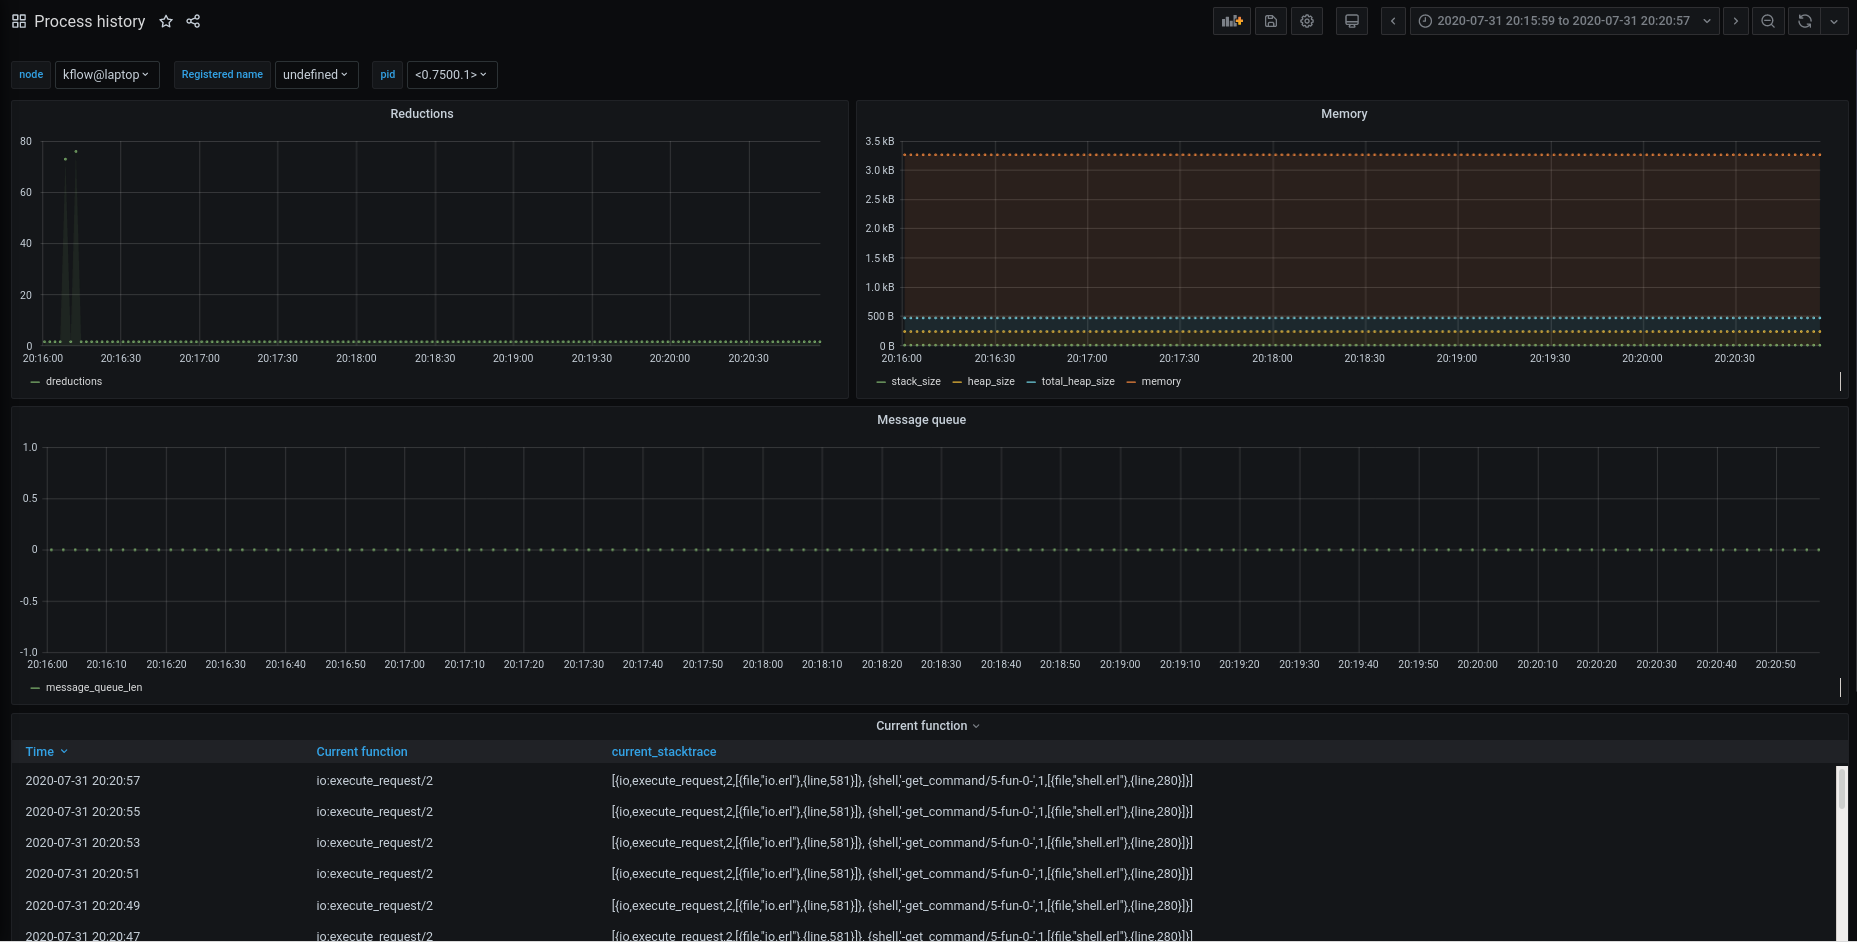 Process history
2020-07-31 20:15:59 to 2020-07-31 20:20:57
node kflow@laptop Registered name undefined pid <0.7500.1>
Reductions
80
60
40
20
0
20:16:00 20:16:30 20:17:00 20:17:30 20:18:00 20:18:30 20:19:00 20:19:30 20:20:00 20:20:30
dreductions
Memory
3.5 kB
3.0 kB
2.5 kB
2.0 kB
1.5 kB
1.0 kB
500 B
0 B
20:16:00 20:16:30 20:17:00 20:17:30 20:18:00 20:18:30 20:19:00 20:19:30 20:20:00 20:20:30
stack_size heap_size total_heap_size memory
Message queue
1.0
0.5
0
-0.5
-1.0
20:16:00 20:16:10 20:16:20 20:16:30 20:16:40 20:16:50 20:17:00 20:17:10 20:17:20 20:17:30 20:17:40 20:17:50 20:18:00 20:18:10 20:18:20 20:18:30 20:18:40 20:18:50 20:19:00 20:19:10 20:19:20 20:19:30 20:19:40 20:19:50 20:20:00 20:20:10 20:20:20 20:20:30 20:20:40 20:20:50
message_queue_len
Current function
Time Current function current_stacktrace
2020-07-31 20:20:57 io:execute_request/2 [{io,execute_request,2,[{file,"io.erl"},{line,581}]}, {shell,'-get_command/5-fun-0-',1,[{file,"shell.erl"},{line,280}]}]
2020-07-31 20:20:55 io:execute_request/2 [{io,execute_request,2,[{file,"io.erl"},{line,581}]}, {shell,'-get_command/5-fun-0-',1,[{file,"shell.erl"},{line,280}]}]
2020-07-31 20:20:53 io:execute_request/2 [{io,execute_request,2,[{file,"io.erl"},{line,581}]}, {shell,'-get_command/5-fun-0-',1,[{file,"shell.erl"},{line,280}]}]
2020-07-31 20:20:51 io:execute_request/2 [{io,execute_request,2,[{file,"io.erl"},{line,581}]}, {shell,'-get_command/5-fun-0-',1,[{file,"shell.erl"},{line,280}]}]
2020-07-31 20:20:49 io:execute_request/2 [{io,execute_request,2,[{file,"io.erl"},{line,581}]}, {shell,'-get_command/5-fun-0-',1,[{file,"shell.erl"},{line,280}]}]
2020-07-31 20:20:47 io:execute_request/2 [{io,execute_request,2,[{file,"io.erl"},{line,581}]}, {shell,'-get_command/5-fun-0-',1,[{file,"shell.erl"},{line,280}]}]